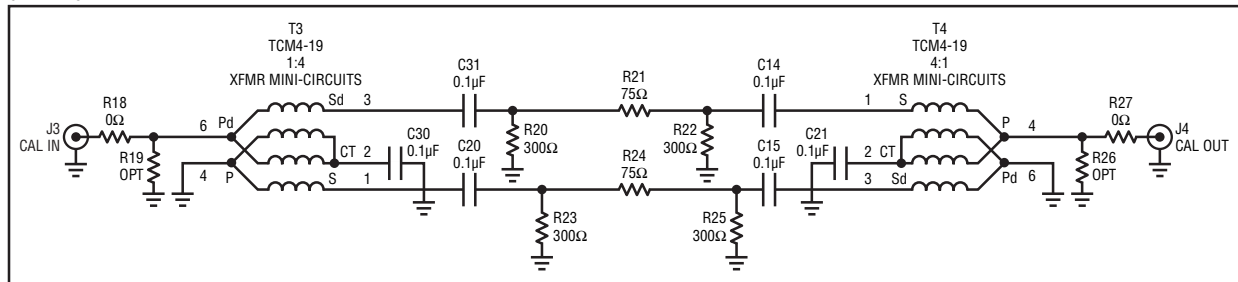 T3
TCM4-19
1:4
XFMR MINI-CIRCUITS
T4
TCM4-19
4:1
XFMR MINI-CIRCUITS
C31
0.1µF
R21
75Ω
C14
0.1µF
J3
CAL IN
R18
0Ω
R19
OPT
6 Pd
4 P
Sd 3
CT 2
S 1
C30
0.1µF
C20
0.1µF
R20
300Ω
R24
75Ω
R22
300Ω
C15
0.1µF
C21
0.1µF
R23
300Ω
R25
300Ω
1 S
2 CT
3 Sd
P 4
Pd 6
R26
OPT
R27
0Ω
J4
CAL OUT